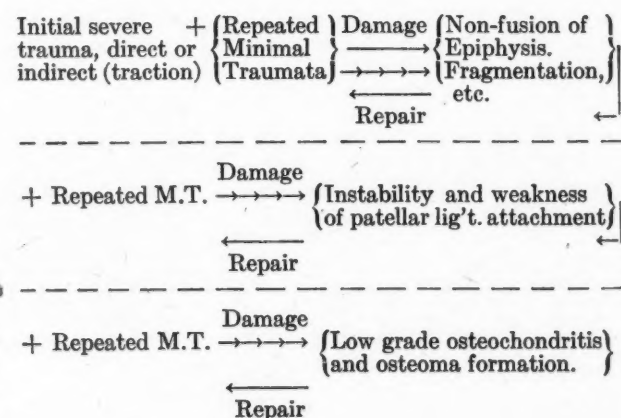 Initial severe + {Repeated Damage {Non-fusion of
trauma, direct or Minimal ⟶ Epiphysis.
indirect (traction) Traumata} →→→→ Fragmentation,}
⟵ etc.
Repair ←
+ Repeated M.T. Damage →→→→ {Instability and weakness
of patellar lig't. attachment}
⟵ ←
Repair
Damage
+ Repeated M.T. →→→→ {Low grade osteochondritis
and osteoma formation.}
⟵
Repair